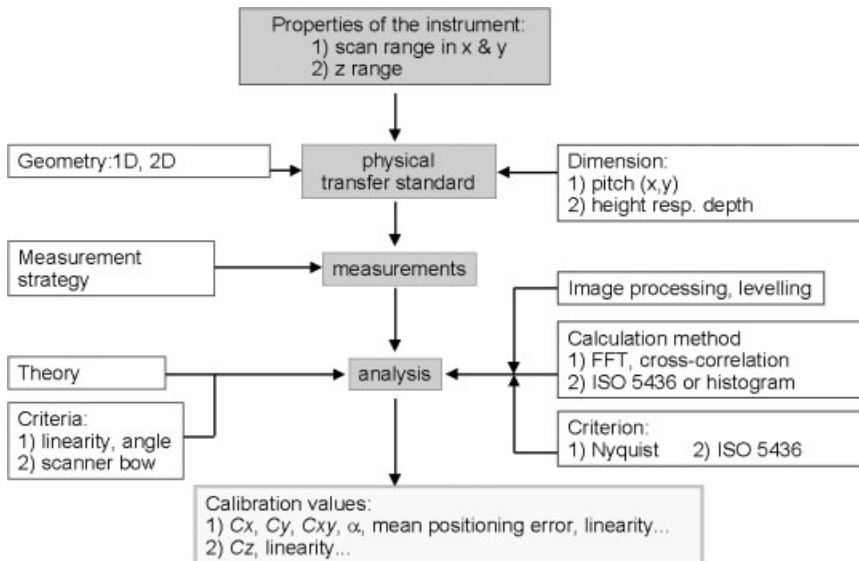 Properties of the instrument:
1) scan range in x & y
2) z range
Geometry:1D, 2D
physical
transfer standard
Dimension:
1) pitch (x,y)
2) height resp. depth
Measurement
strategy
measurements
Image processing, levelling
Calculation method
1) FFT, cross-correlation
2) ISO 5436 or histogram
Theory
analysis
Criteria:
1) linearity, angle
2) scanner bow
Criterion:
1) Nyquist 2) ISO 5436
Calibration values:
1) Cx, Cy, Cxy, α, mean positioning error, linearity...
2) Cz, linearity...